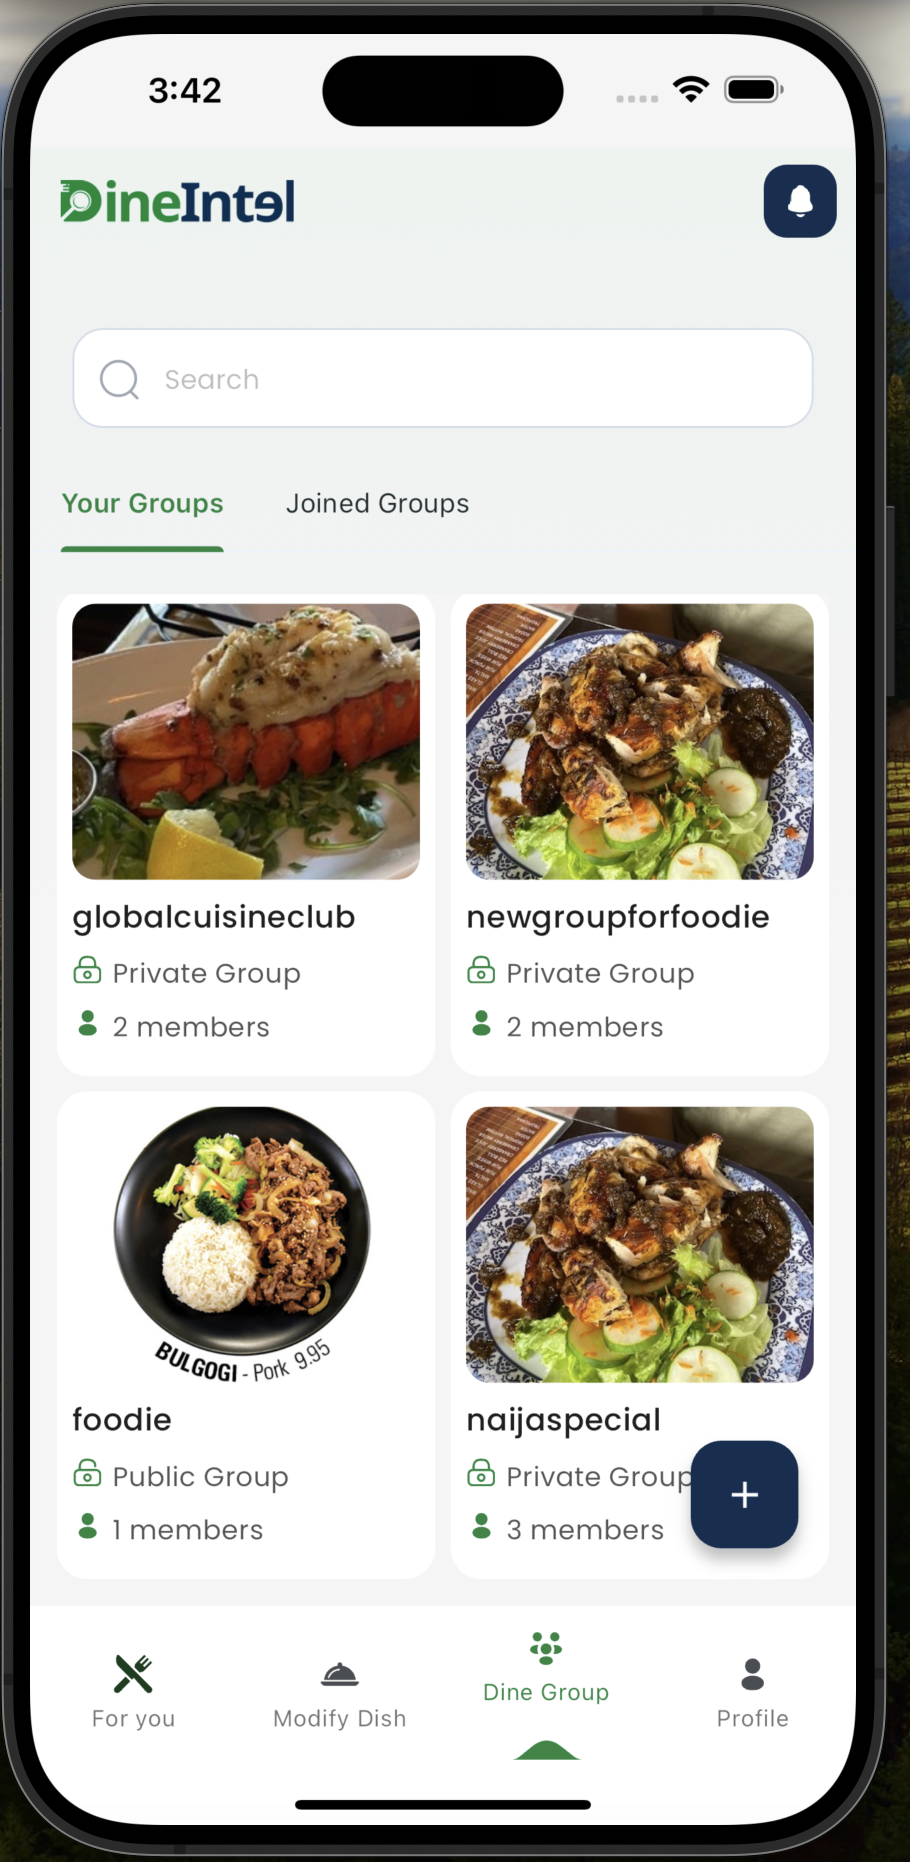 3:42
DineIntel
Search
Your Groups Joined Groups
globalcuisineclub
Private Group
2 members
newgroupforfoodie
Private Group
2 members
BULGOGI - Pork 9.95
foodie
Public Group
1 members
naijaspecial
Private Group
3 members
+
For you
Modify Dish
Dine Group
Profile